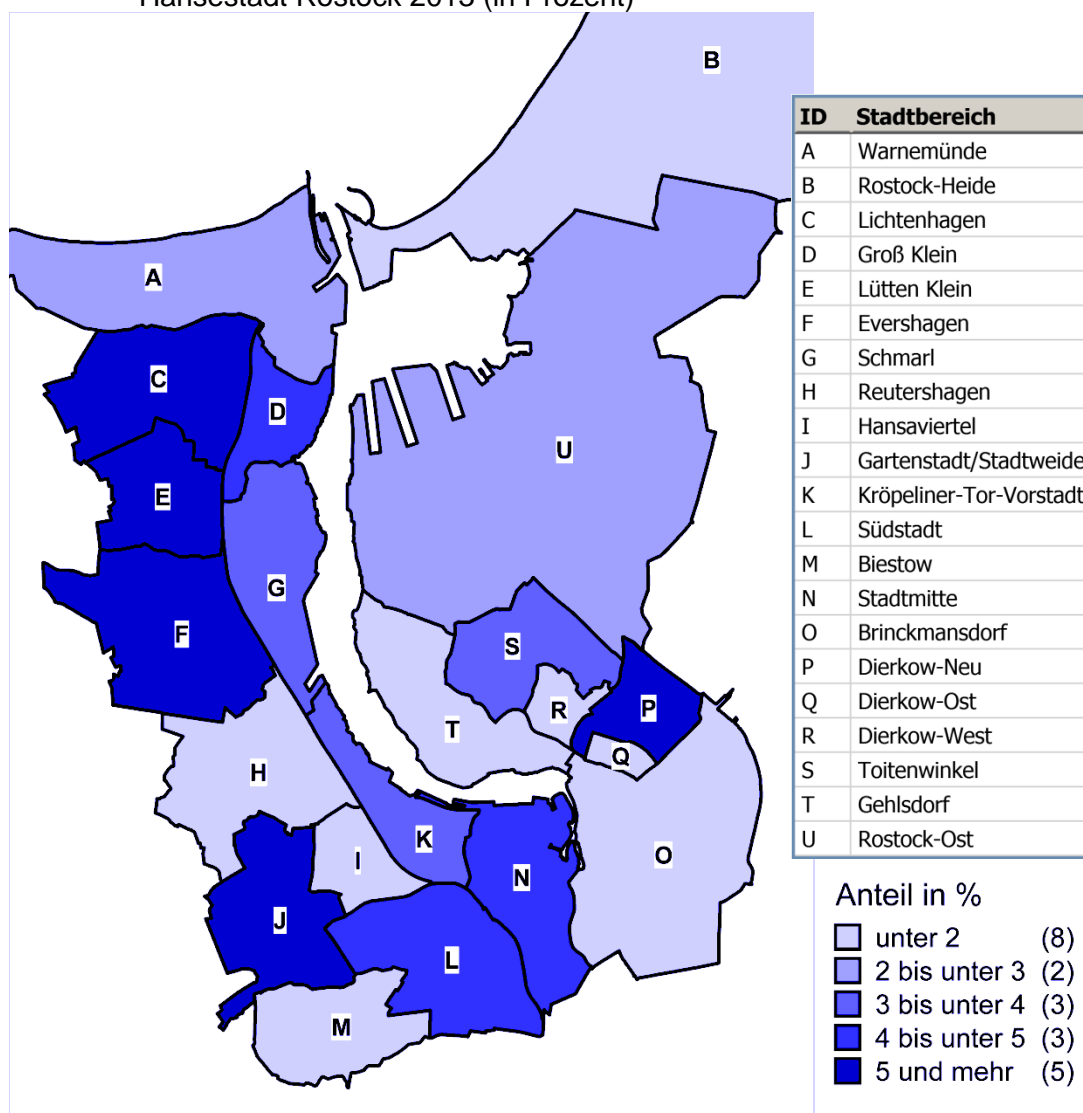 Hansestadt Rostock 2015 (in Prozent)
B
A
C
D
E
U
G
F
S
R
P
T
Q
H
K
I
O
N
J
L
M
ID Stadtbereich
A Warnemünde
B Rostock-Heide
C Lichtenhagen
D Groß Klein
E Lütten Klein
F Evershagen
G Schmarl
H Reutershagen
I Hansaviertel
J Gartenstadt/Stadtweide
K Kröpeliner-Tor-Vorstadt
L Südstadt
M Biestow
N Stadtmitte
O Brinckmansdorf
P Dierkow-Neu
Q Dierkow-Ost
R Dierkow-West
S Toitenwinkel
T Gehlsdorf
U Rostock-Ost
Anteil in %
unter 2 (8)
2 bis unter 3 (2)
3 bis unter 4 (3)
4 bis unter 5 (3)
5 und mehr (5)